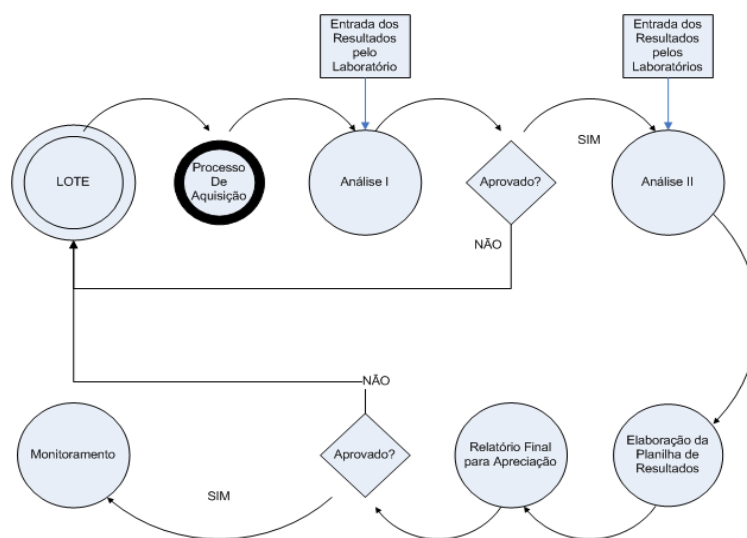 Entrada dos
Resultados
pelo
Laboratório
Entrada dos
Resultados
pelos
Laboratórios
LOTE
Processo
De
Aquisição
Análise I
Aprovado?
SIM
Análise II
NÃO
NÃO
Monitoramento
SIM
Aprovado?
Relatório Final
para Apreciação
Elaboração da
Planilha de
Resultados